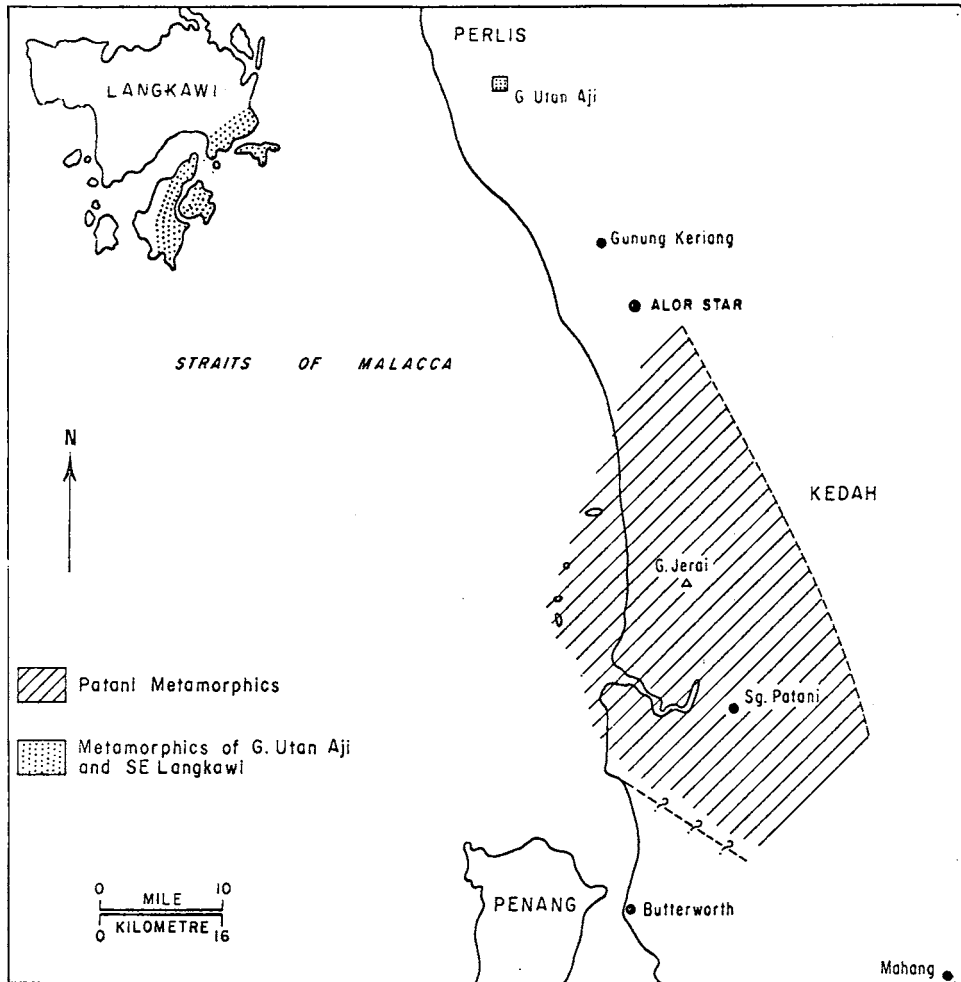 PERLIS
LANGKAWI
G Utan Aji
Gunung Keriang
ALOR STAR
STRAITS OF MALACCA
N
KEDAH
G. Jerai
Patani Metamorphics
Sg. Patani
Metamorphics of G. Utan Aji
and SE Langkawi
? ? ?
0 10
MILE
KILOMETRE
0 16
PENANG
Butterworth
Mahang